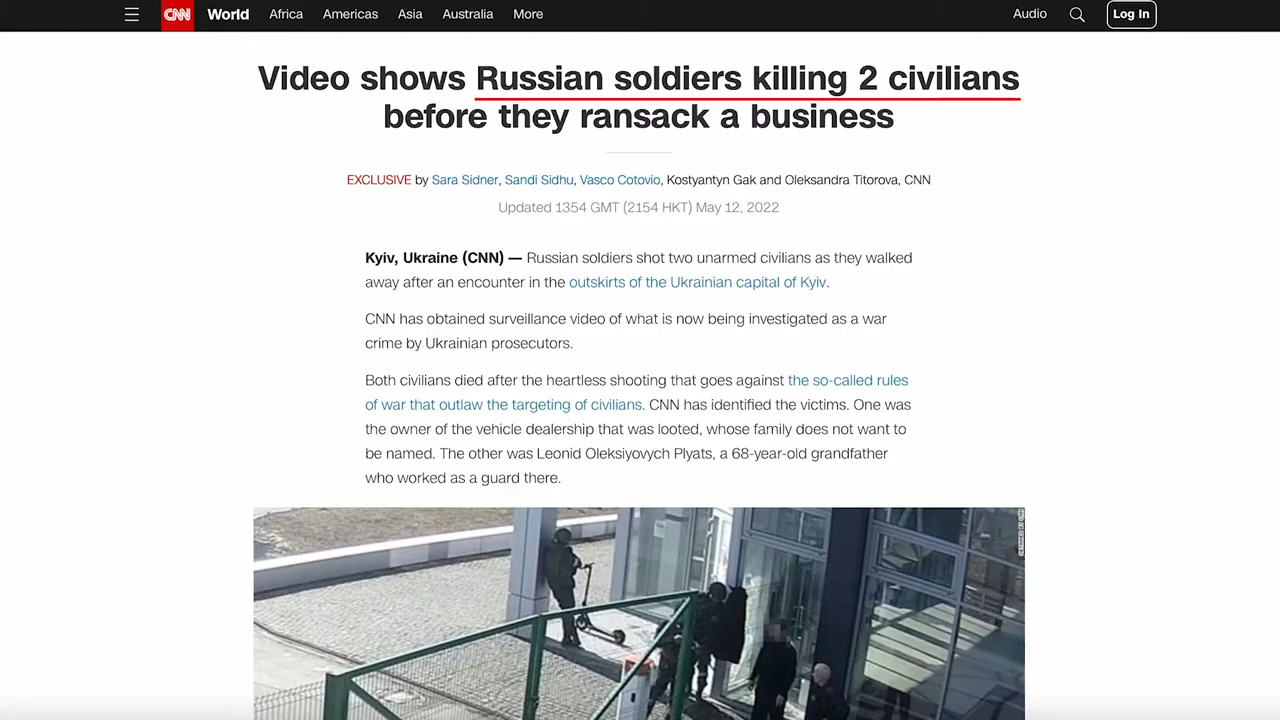 CNN World Africa Americas Asia Australia More Audio Log In
Video shows Russian soldiers killing 2 civilians
before they ransack a business
EXCLUSIVE by Sara Sidner, Sandi Sidhu, Vasco Cotovio, Kostyantyn Gak and Oleksandra Titorova, CNN
Updated 1354 GMT (2154 HKT) May 12, 2022
Kyiv, Ukraine (CNN) — Russian soldiers shot two unarmed civilians as they walked
away after an encounter in the outskirts of the Ukrainian capital of Kyiv.
CNN has obtained surveillance video of what is now being investigated as a war
crime by Ukrainian prosecutors.
Both civilians died after the heartless shooting that goes against the so-called rules
of war that outlaw the targeting of civilians. CNN has identified the victims. One was
the owner of the vehicle dealership that was looted, whose family does not want to
be named. The other was Leonid Oleksiyovych Plyats, a 68-year-old grandfather
who worked as a guard there.
OBTAINED BY CNN